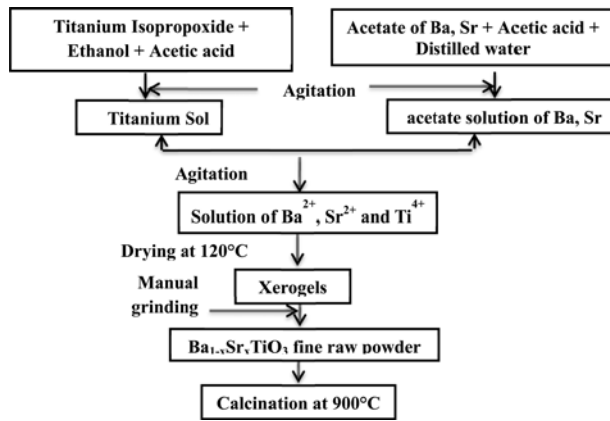 Titanium Isopropoxide +
Ethanol + Acetic acid
Acetate of Ba, Sr + Acetic acid +
Distilled water
Agitation
Titanium Sol
acetate solution of Ba, Sr
Agitation
Solution of Ba²⁺, Sr²⁺ and Ti⁴⁺
Drying at 120°C
Manual
grinding
Xerogels
Ba₁₋ₓSrₓTiO₃ fine raw powder
Calcination at 900°C